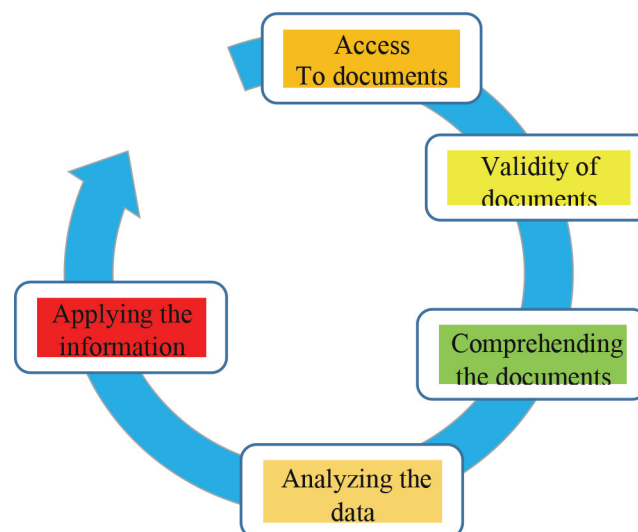 Access
To documents
Validity of
documents
Comprehending
the documents
Analyzing the
data
Applying the
information